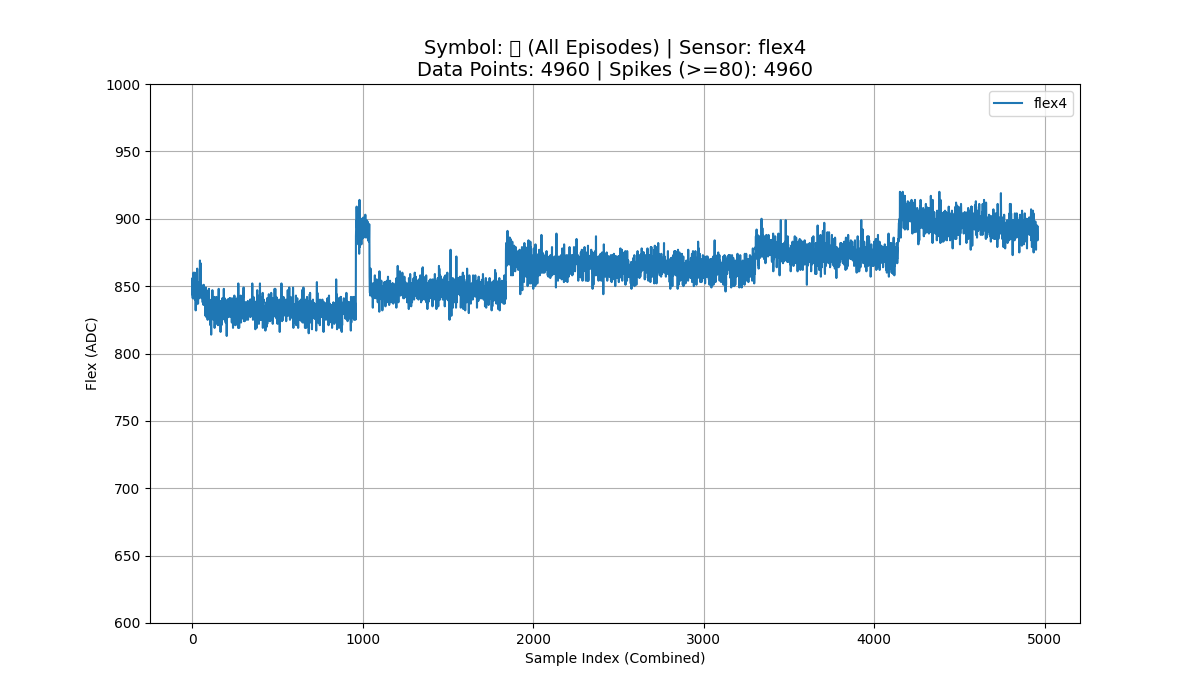 Symbol: (All Episodes) | Sensor: flex4
Data Points: 4960 | Spikes (>=80): 4960
flex4
Flex (ADC)
1000
950
900
850
800
750
700
650
600
0 1000 2000 3000 4000 5000
Sample Index (Combined)